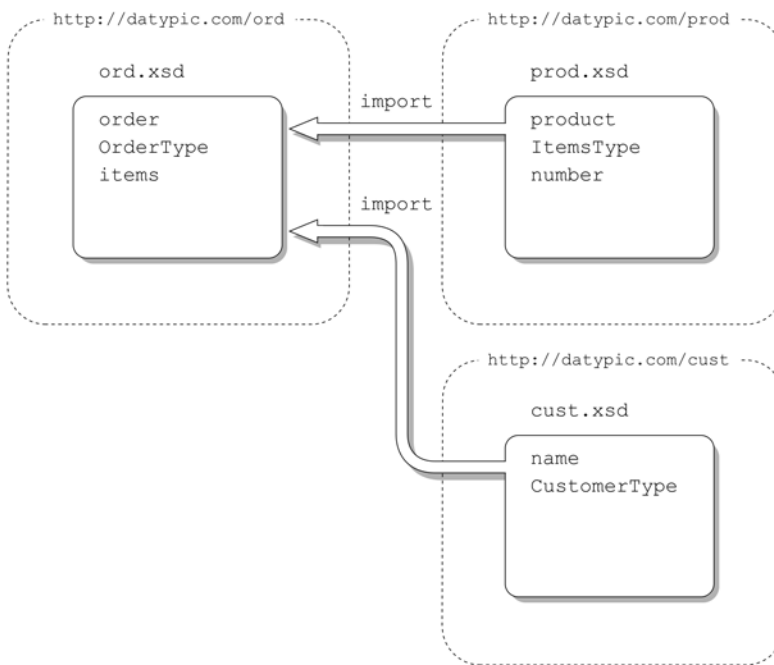 http://datypic.com/ord
ord.xsd
order
OrderType
items
import
import
http://datypic.com/prod
prod.xsd
product
ItemsType
number
http://datypic.com/cust
cust.xsd
name
CustomerType